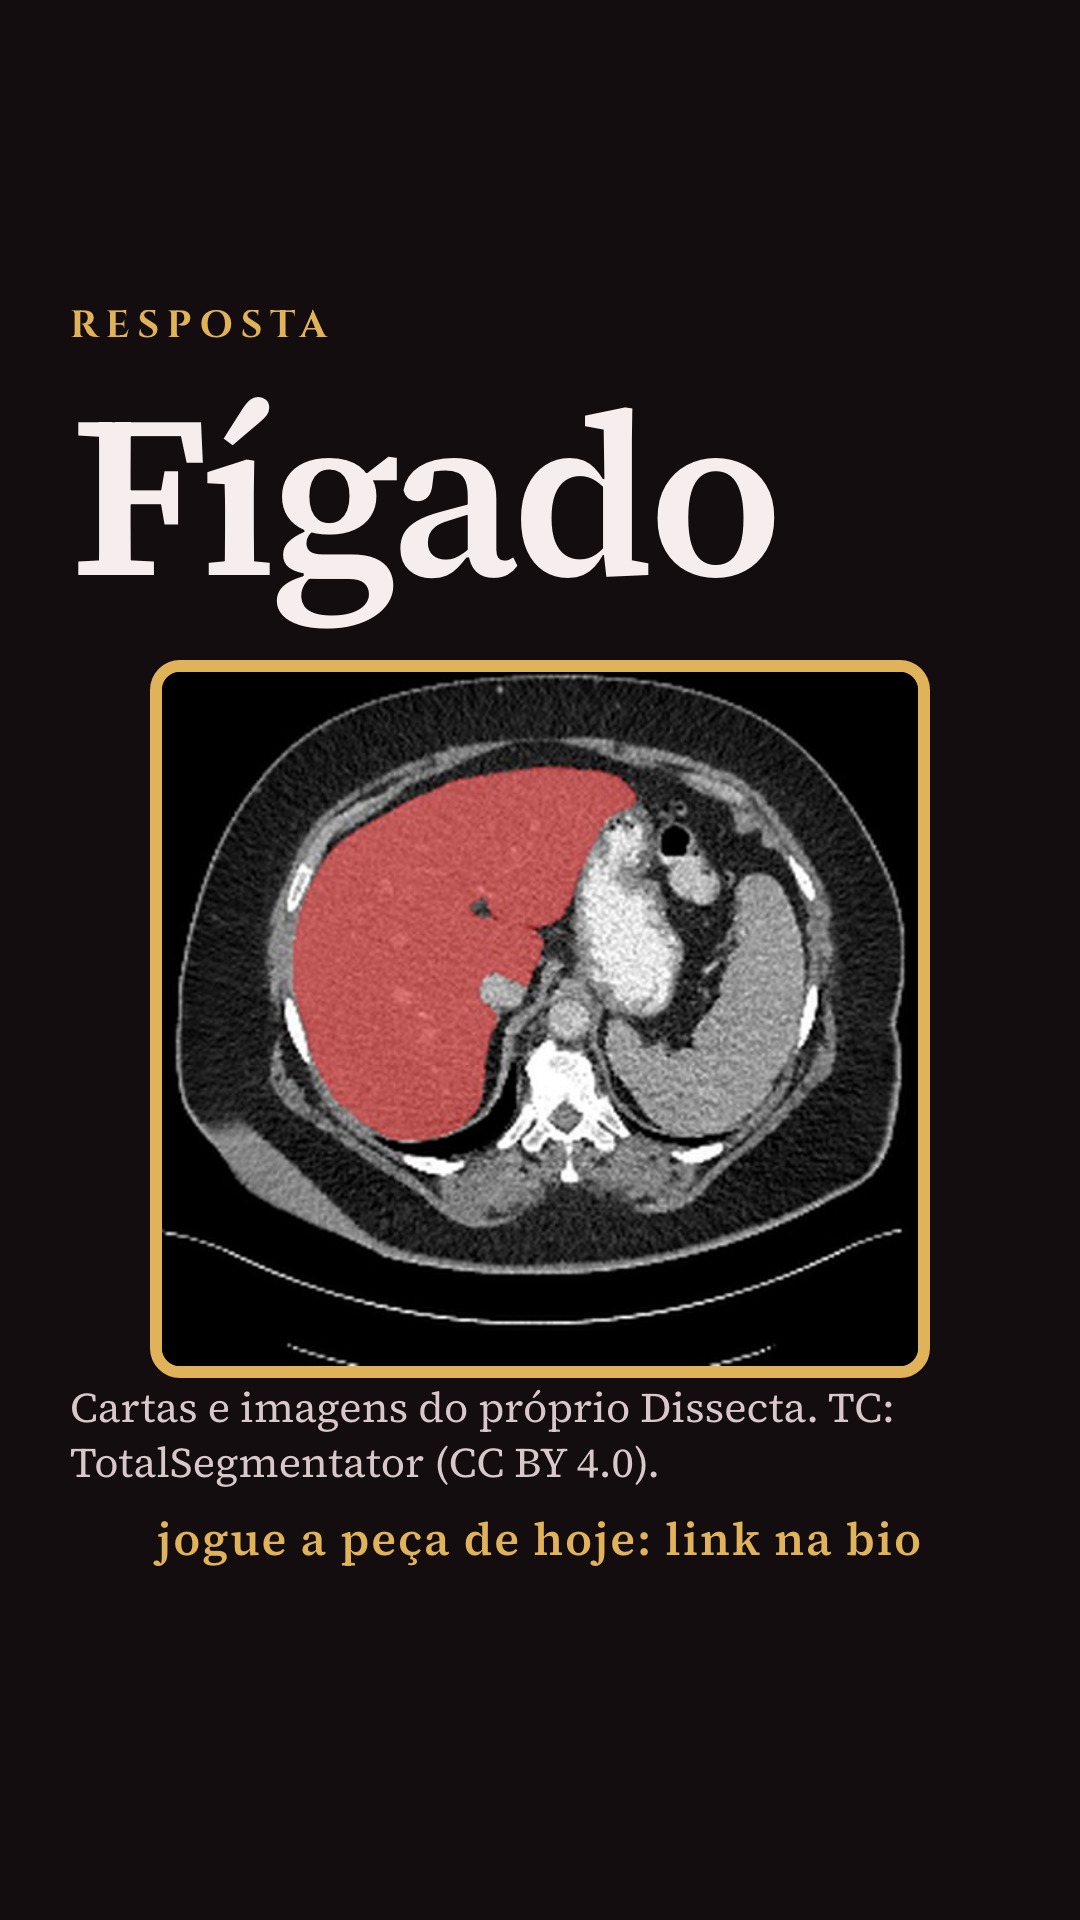 RESPOSTA
Fígado
Cartas e imagens do próprio Dissecta. TC:
TotalSegmentator (CC BY 4.0).
jogue a peça de hoje: link na bio